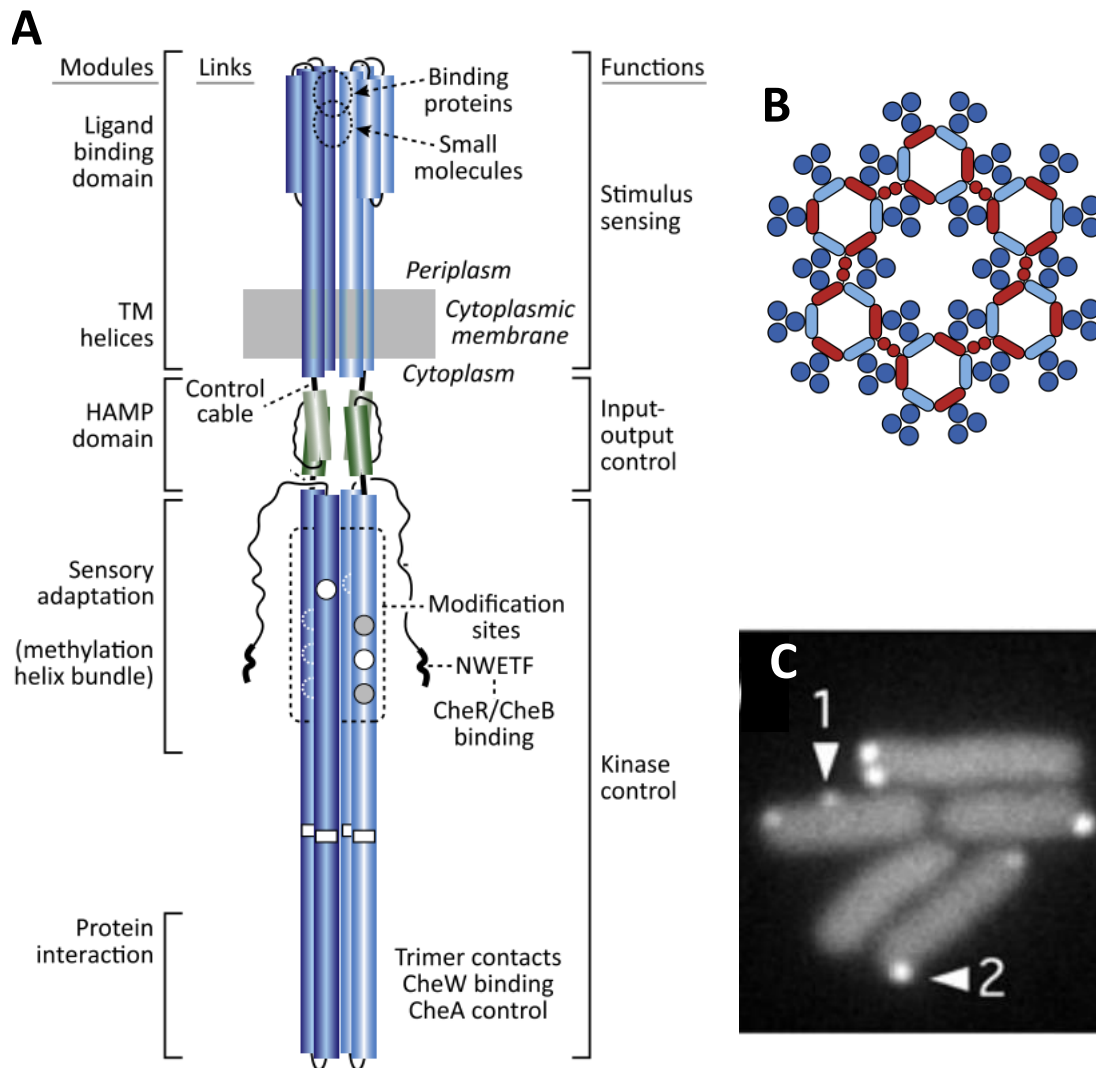 A
Modules
Links
Functions
Ligand
binding
domain
Binding
proteins
Small
molecules
Stimulus
sensing
Periplasm
TM
helices
Cytoplasmic
membrane
Cytoplasm
Control
cable
HAMP
domain
Input-
output
control
Sensory
adaptation
(methylation
helix bundle)
Modification
sites
NWETF
CheR/CheB
binding
Kinase
control
Protein
interaction
Trimer contacts
CheW binding
CheA control
B
C
1
2